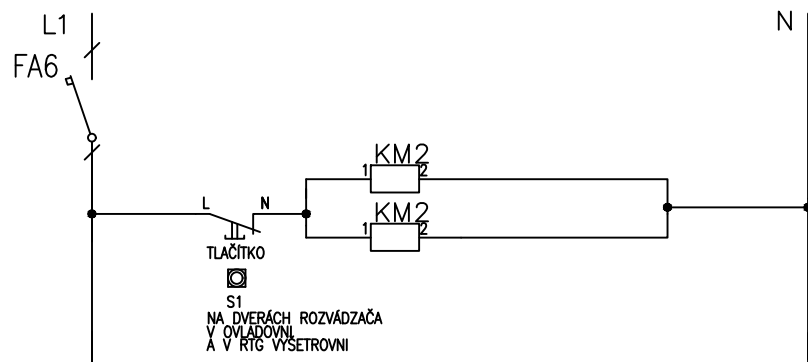 L1
N
FA6
KM2
1
2
L
N
KM2
1
2
TLAČÍTKO
S1
NA DVERÁCH ROZVÁDZAČA
V OVLÁDOVNI
A V RTG VYŠETROVNI